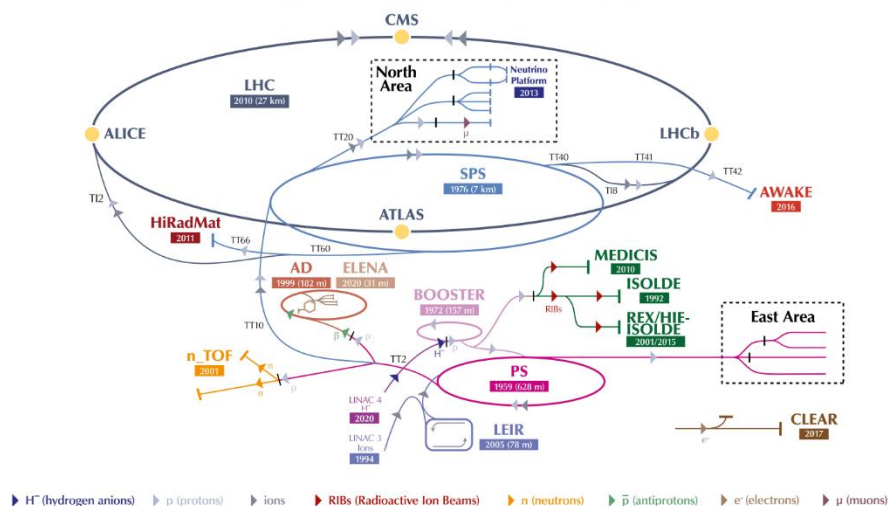 CMS
North
Area
LHC
2010 (27 km)
Neutrino
Platform
2013
μ
TT20
ALICE
LHCb
TT40
TT41
TT42
SPS
1976 (7 km)
TI8
TI2
AWAKE
2016
HiRadMat
2011
ATLAS
TT66
TT60
AD
1999 (182 m)
ELENA
2020 (31 m)
MEDICIS
2010
BOOSTER
1972 (157 m)
ISOLDE
1992
RIBs
REX/HIE-
ISOLDE
2001/2015
East Area
TT10
p
p̅
H⁻
p
TT2
n_TOF
2001
n
n
p
PS
1959 (628 m)
LINAC 4
H⁻
2020
LINAC 3
Ions
1994
LEIR
2005 (78 m)
CLEAR
2017
e⁻
H⁻ (hydrogen anions)
p (protons)
ions
RIBs (Radioactive Ion Beams)
n (neutrons)
p̅ (antiprotons)
e⁻ (electrons)
μ (muons)